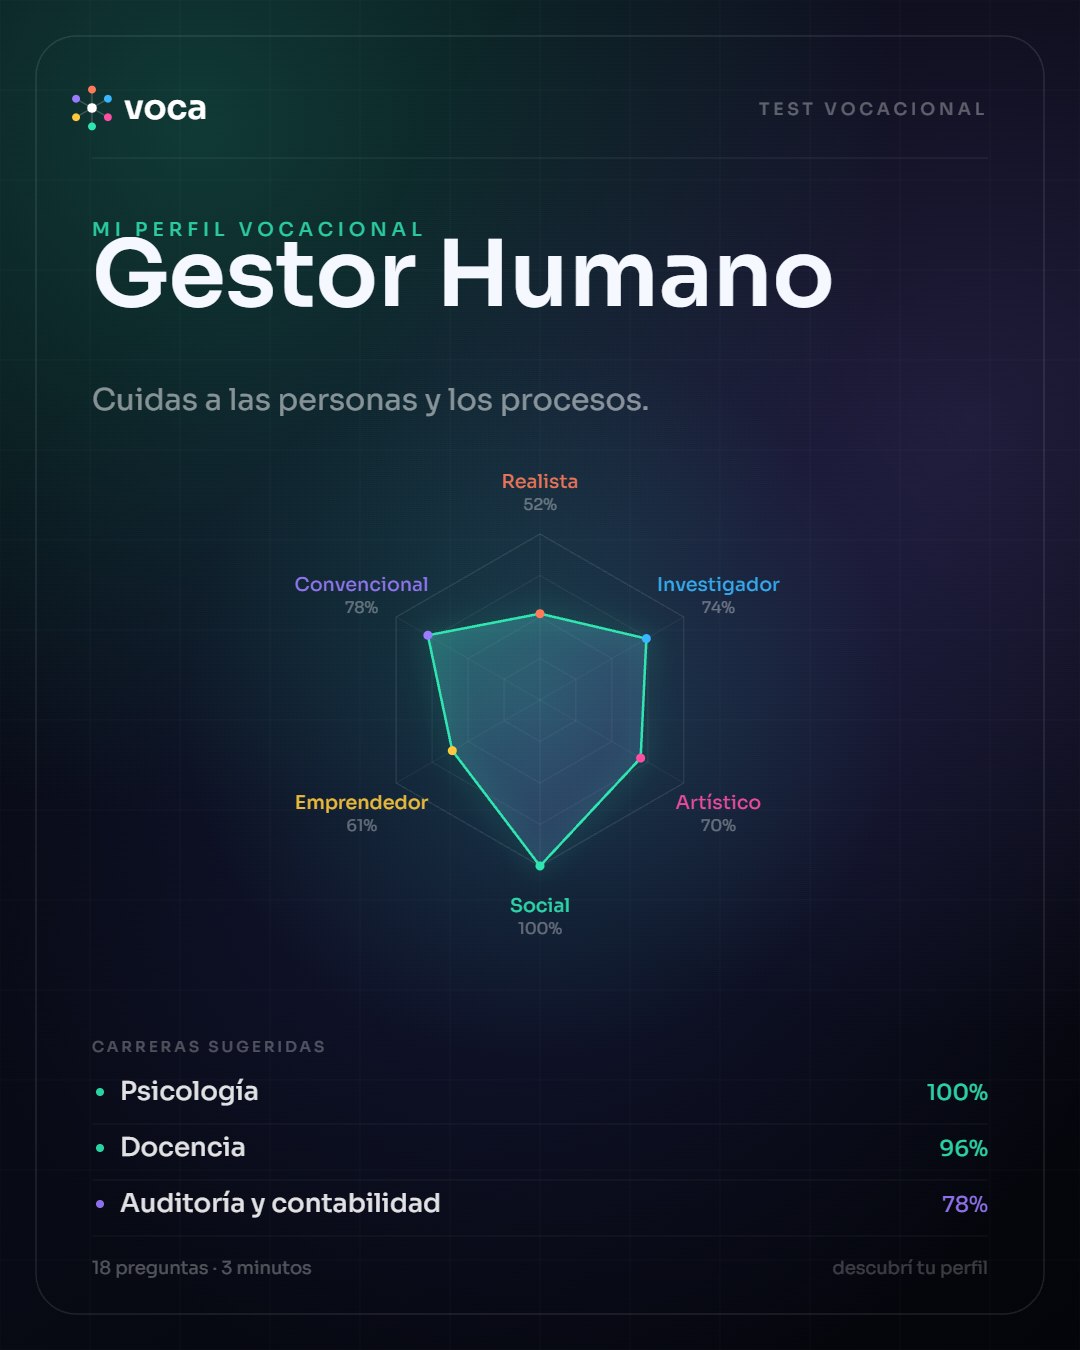 voca
TEST VOCACIONAL
MI PERFIL VOCACIONAL
Gestor Humano
Cuidas a las personas y los procesos.
Realista
52%
Convencional
78%
Investigador
74%
Emprendedor
61%
Artístico
70%
Social
100%
CARRERAS SUGERIDAS
Psicología 100%
Docencia 96%
Auditoría y contabilidad 78%
18 preguntas · 3 minutos
descubrí tu perfil